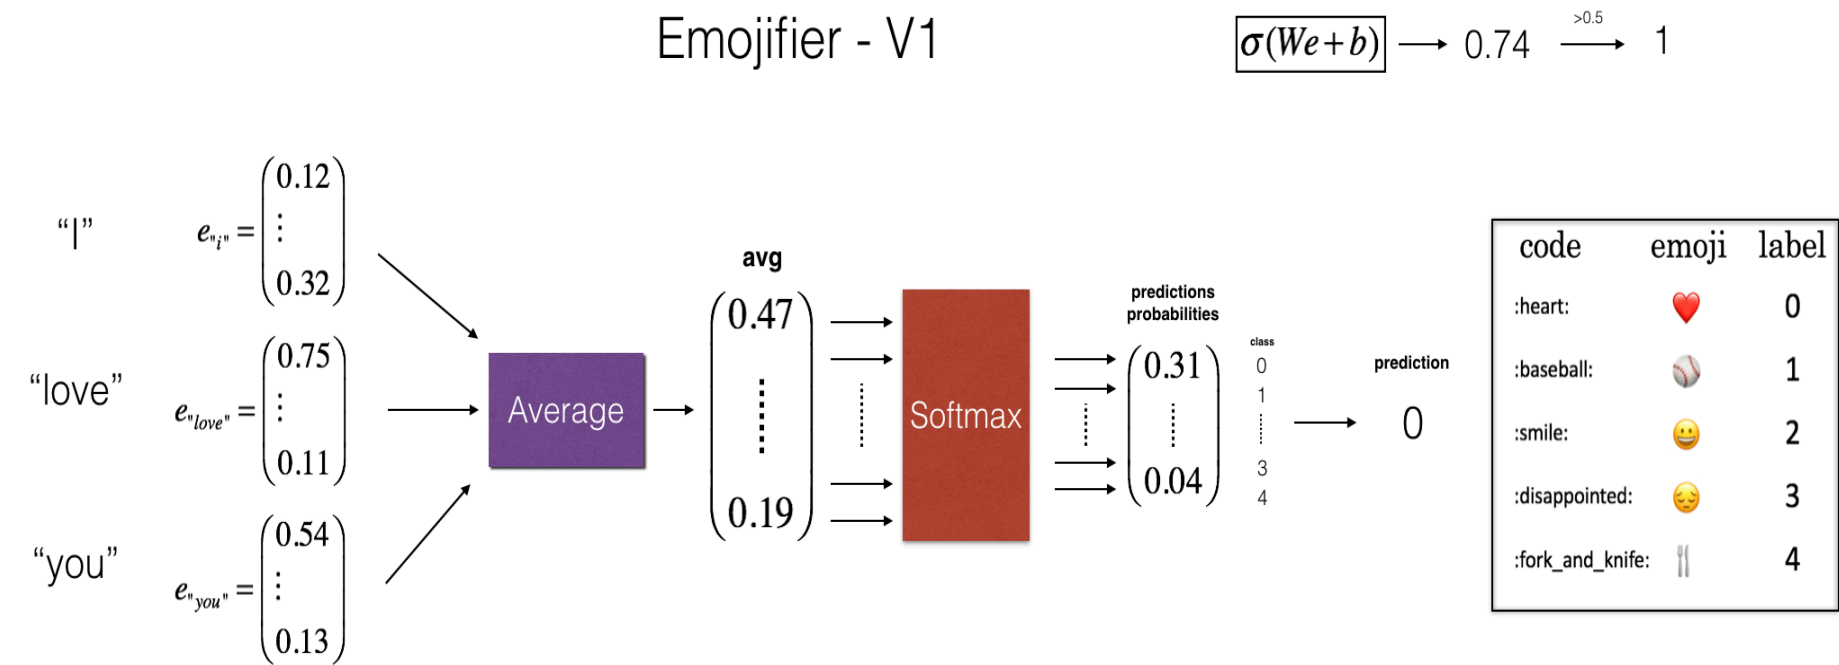 Emojifier - V1
σ(We+b) → 0.74 → 1
>0.5
“I”
e"i" = (0.12 ⋮ 0.32)
“love”
e"love" = (0.75 ⋮ 0.11)
“you”
e"you" = (0.54 ⋮ 0.13)
Average
avg
0.47
0.19
Softmax
predictions
probabilities
0.31
0.04
class
0
1
3
4
prediction
0
code emoji label
:heart: ❤️ 0
:baseball: ⚾ 1
:smile: 😀 2
:disappointed: 😔 3
:fork_and_knife: 🍴 4